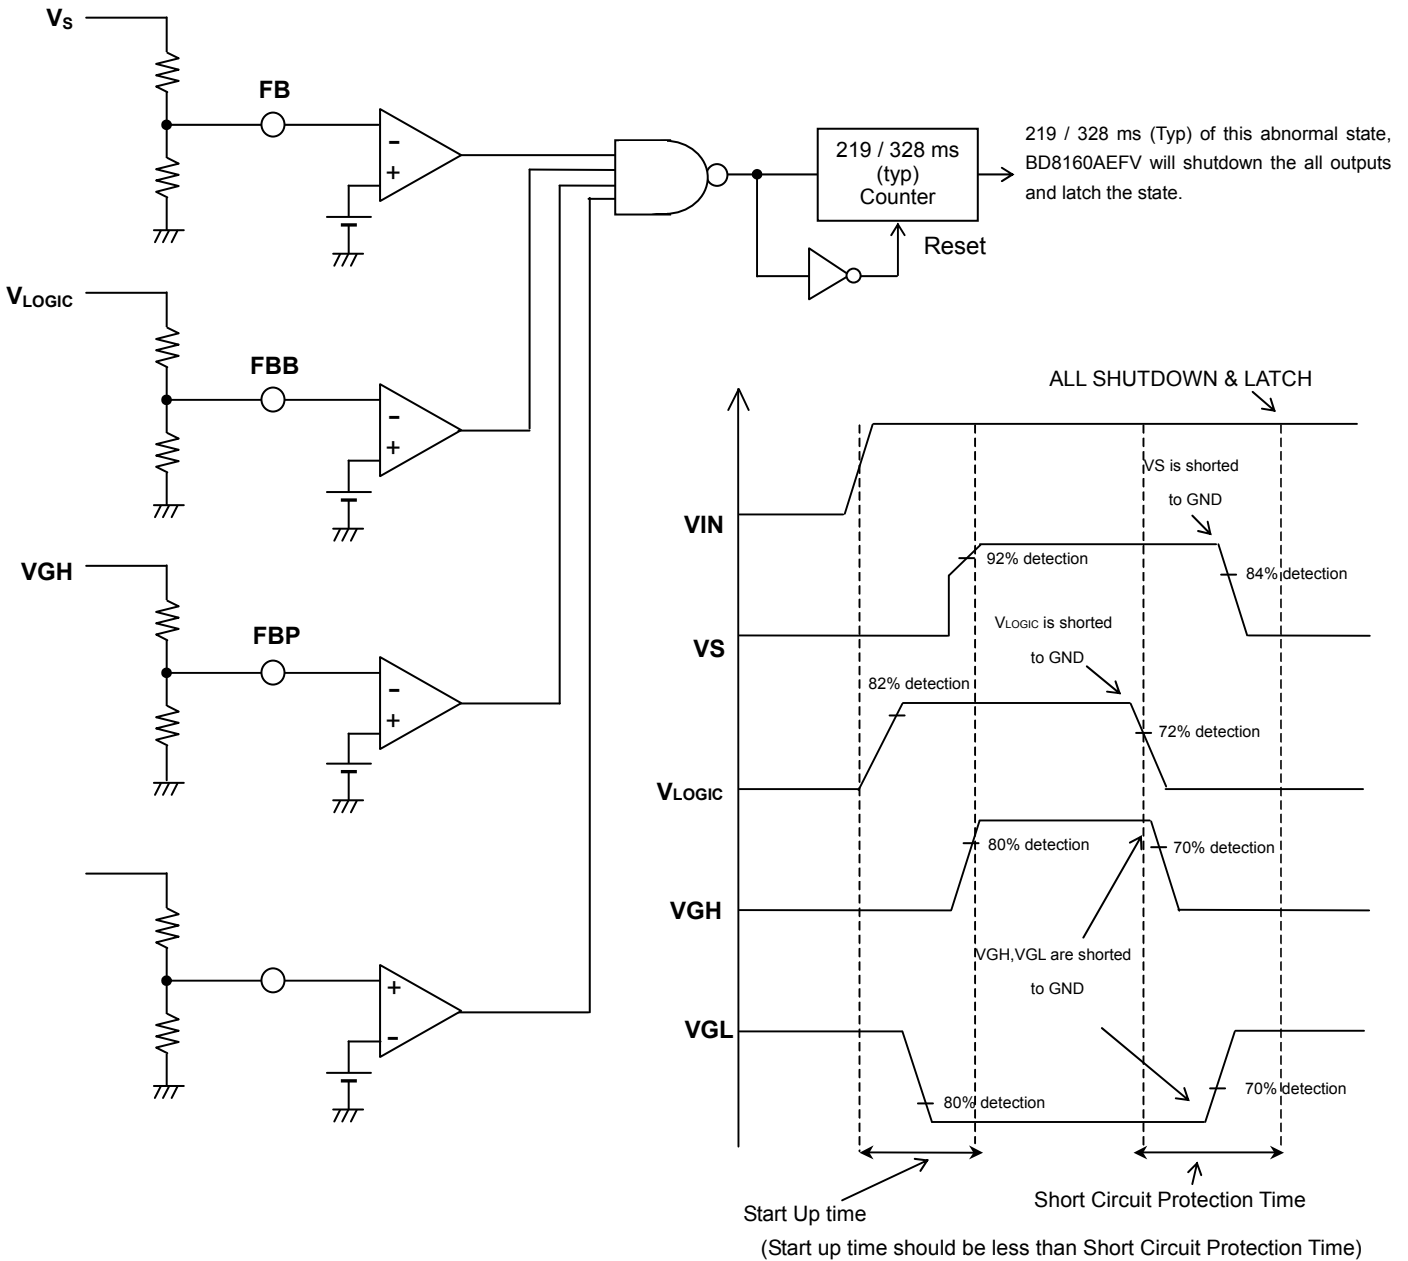 VS
FB
-
+
219 / 328 ms
(typ)
Counter
219 / 328 ms (Typ) of this abnormal state,
BD8160AEFV will shutdown the all outputs
and latch the state.
Reset
VLOGIC
FBB
-
+
VGH
FBP
-
+
+
-
ALL SHUTDOWN & LATCH
VS is shorted
to GND
VIN
92% detection
84% detection
VLOGIC is shorted
to GND
VS
82% detection
72% detection
VLOGIC
80% detection
70% detection
VGH
VGH,VGL are shorted
to GND
VGL
80% detection
70% detection
Start Up time
Short Circuit Protection Time
(Start up time should be less than Short Circuit Protection Time)